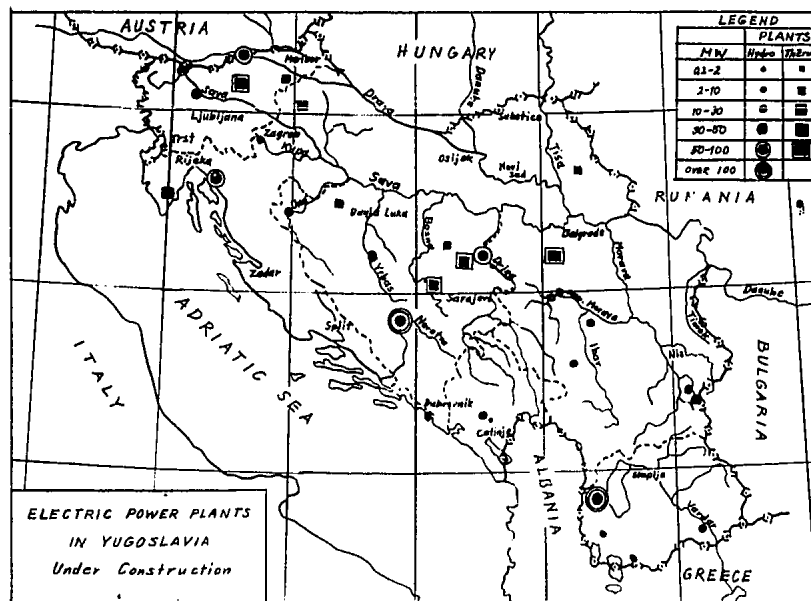 AUSTRIA
HUNGARY
LEGEND
PLANTS
MW Hydro
0.1-2
2-10
10-30
30-50
50-100
Over 100
Maribor
Drava
Danube
Sava
Ljubljana
Subotica
Trst
Zagreb
Kupa
Tisa
Rijeka
Osijek
Novi
Sad
Sava
RUMANIA
Banja Luka
Bosna
Belgrade
Vrbas
Drina
Morava
Zadar
Danube
Sarajevo
Morava
Timok
ADRIATIC SEA
Split
Neretva
Ibar
ITALY
Nis
BULGARIA
Dubrovnik
Cetinje
ALBANIA
Skoplje
Vardar
ELECTRIC POWER PLANTS
IN YUGOSLAVIA
Under Construction
GREECE